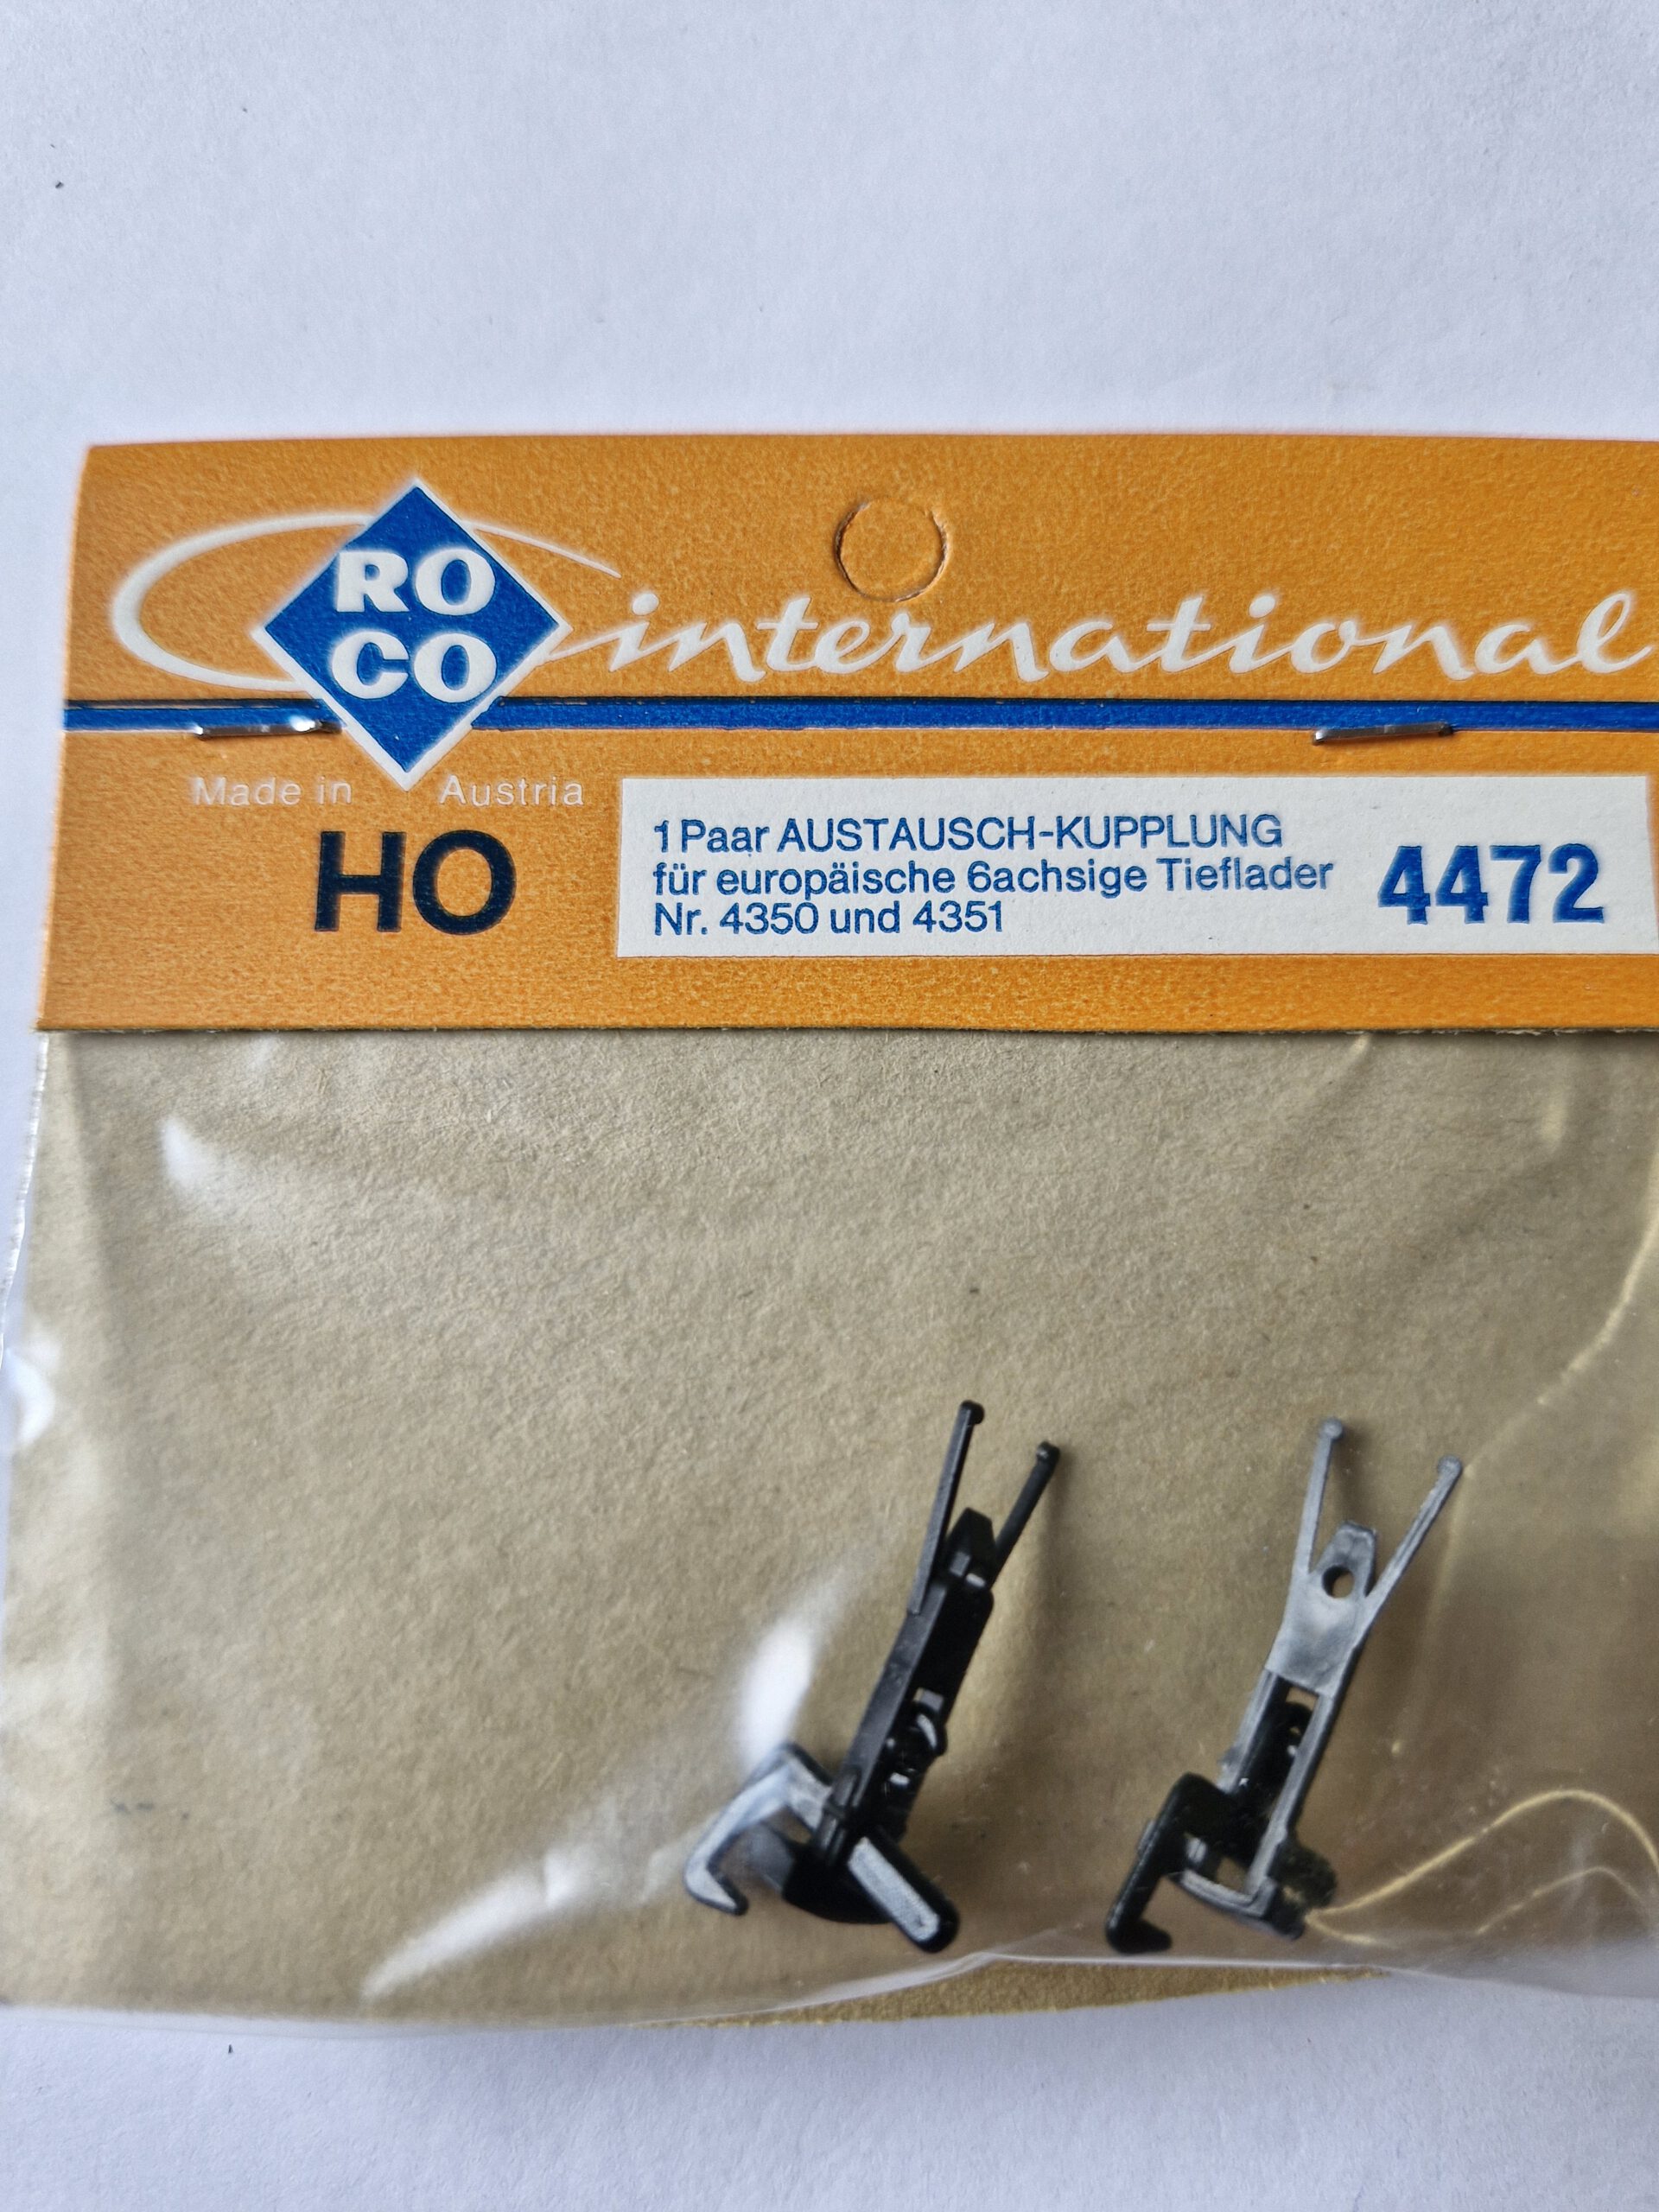 RO
CO
international
Made in Austria
HO
1 Paar AUSTAUSCH-KUPPLUNG
für europäische 6achsige Tieflader
Nr. 4350 und 4351
4472